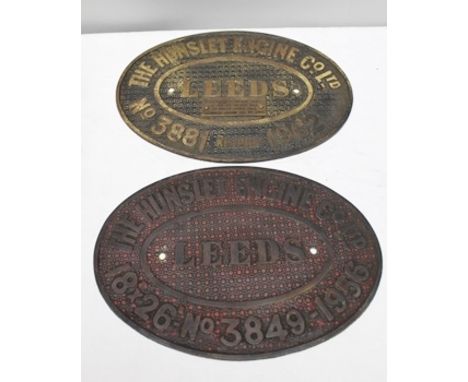 THE HUNSLET ENGINE CO LTD
LEEDS
No 3881
THE HUNSLET ENGINE CO LTD
LEEDS
18×26 No 3849-1956